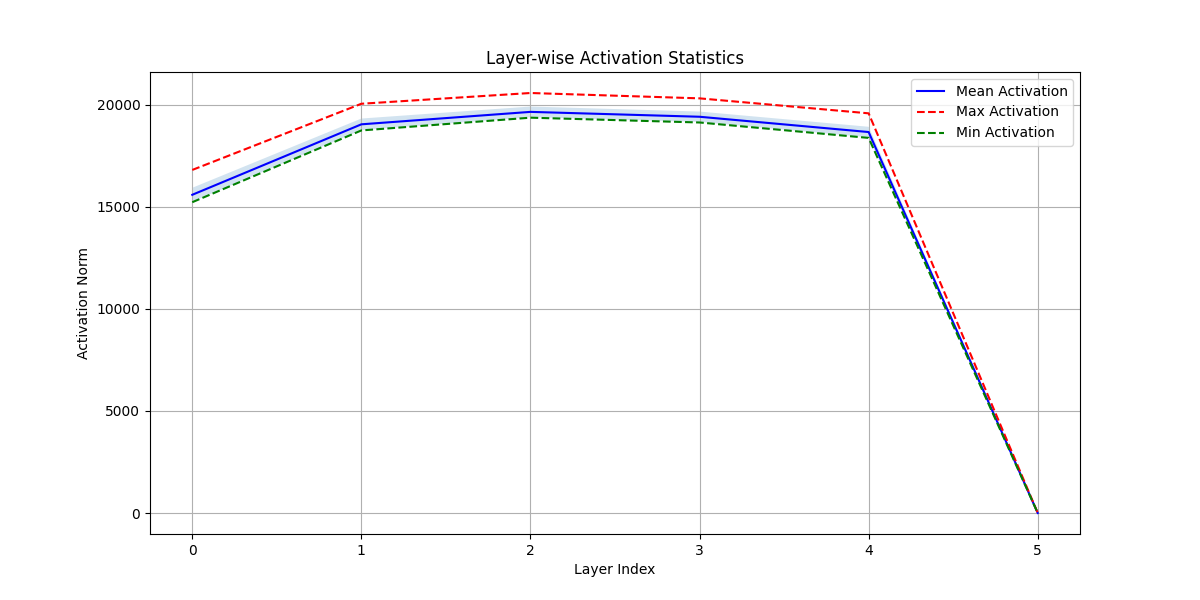 Layer-wise Activation Statistics
Mean Activation
Max Activation
Min Activation
Activation Norm
20000
15000
10000
5000
0
0 1 2 3 4 5
Layer Index